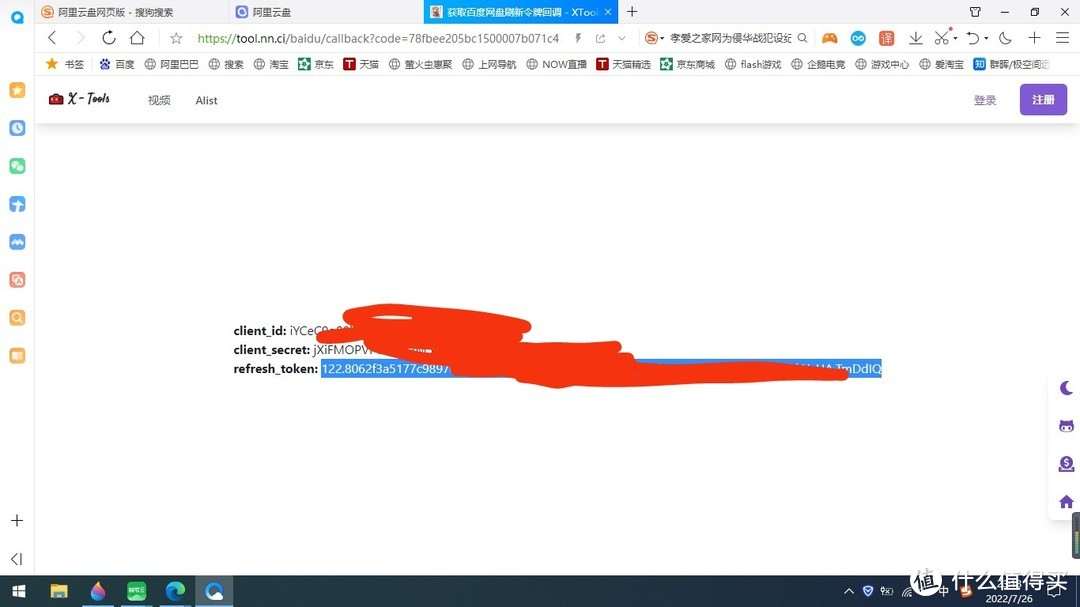 阿里云盘网页版 - 搜狗搜索
阿里云盘
获取百度网盘刷新令牌回调 - XTool
https://tool.nn.ci/baidu/callback?code=78fbee205bc1500007b071c4
孝爱之家网为侵华战犯设
书签 百度 阿里巴巴 搜索 淘宝 京东 天猫 萤火虫惠聚 上网导航 NOW直播 天猫精选 京东商城 flash游戏 企鹅电竞 游戏中心 爱淘宝 群晖/极空间
X - Tools 视频 Alist 登录 注册
client_id: iYCeC
client_secret: jXiFMOPV
refresh_token: 122.8062f3a5177c9897 TmDdIQ
值 什么值得买
中
2022/7/26